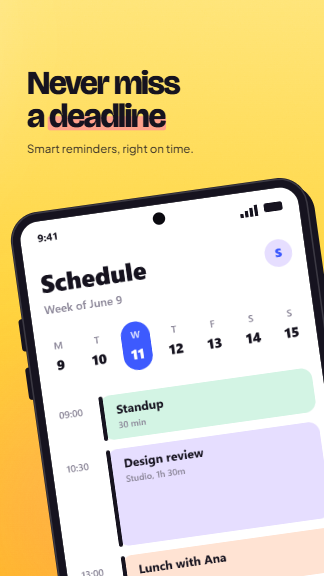 Never miss
a deadline
Smart reminders, right on time.
9:41
Schedule
S
Week of June 9
M T W T F S S
9 10 11 12 13 14 15
09:00 Standup
30 min
10:30 Design review
Studio, 1h 30m
13:00 Lunch with Ana